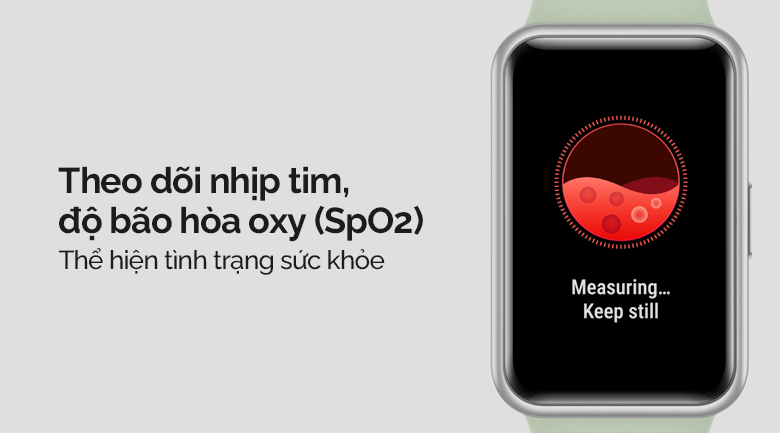 Theo dõi nhịp tim,
độ bão hòa oxy (SpO2)
Thể hiện tình trạng sức khỏe
Measuring...
Keep still